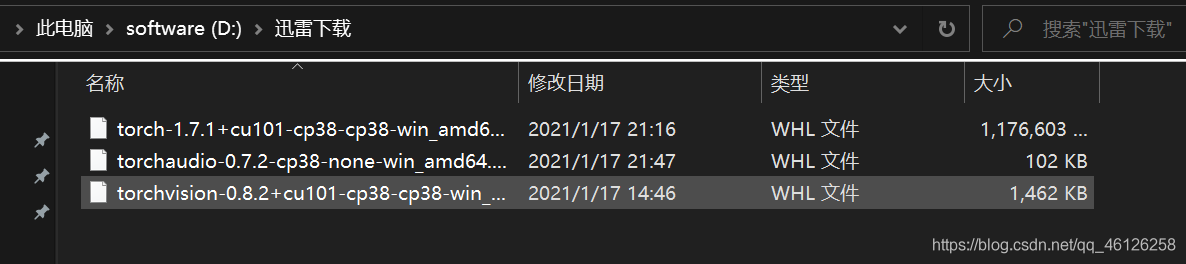 此电脑 software (D:) 迅雷下载 搜索"迅雷下载"
名称 修改日期 类型 大小
torch-1.7.1+cu101-cp38-cp38-win_amd6... 2021/1/17 21:16 WHL 文件 1,176,603 ...
torchaudio-0.7.2-cp38-none-win_amd64.... 2021/1/17 21:47 WHL 文件 102 KB
torchvision-0.8.2+cu101-cp38-cp38-win_... 2021/1/17 14:46 WHL 文件 1,462 KB
https://blog.csdn.net/qq_46126258